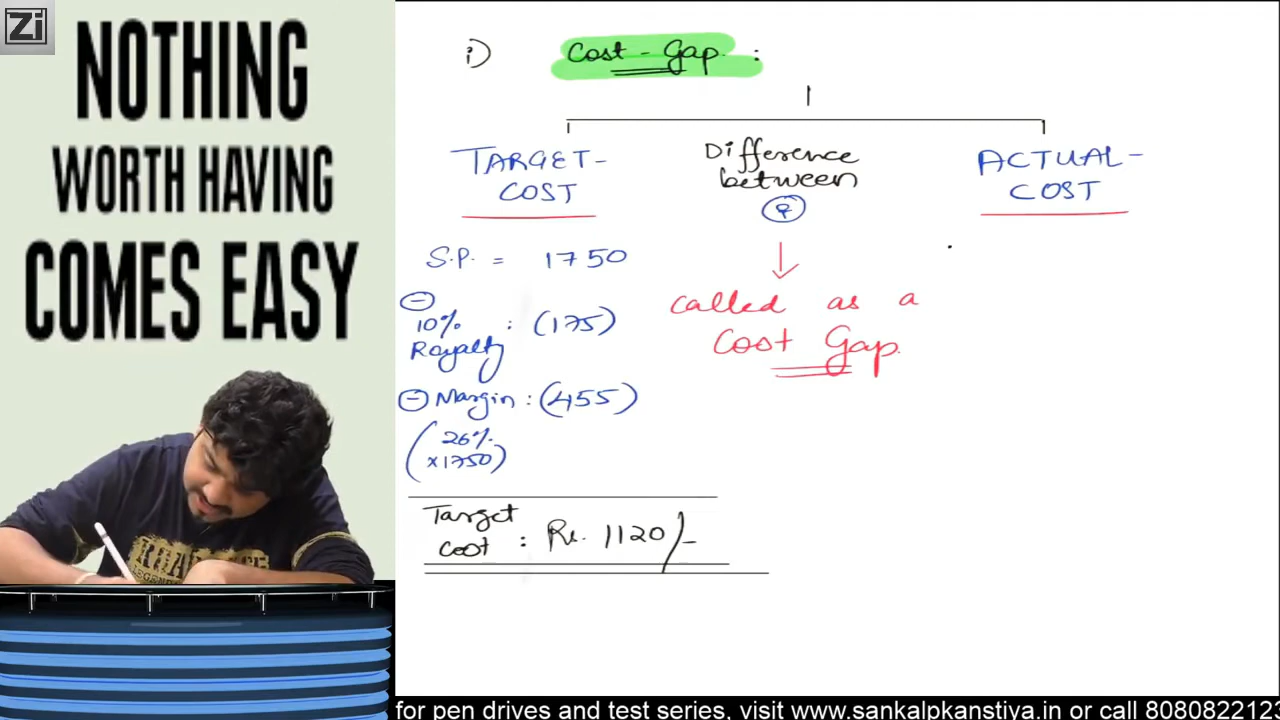 Zi
NOTHING
WORTH HAVING
COMES EASY
i) Cost - Gap :
TARGET-
COST
Difference
between
ACTUAL-
COST
S.P. = 1750
called as a
Cost Gap.
10% : (175)
Royalty
Margin : (455)
(26%
×1750)
Target
cost : Rs. 1120/-
for pen drives and test series, visit www.sankalpkanstiya.in or call 808082212